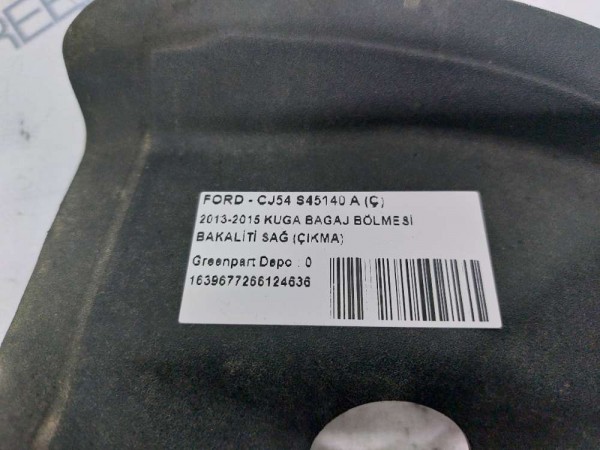 FORD - CJ54 S45140 A (Ç)
2013-2015 KUGA BAGAJ BÖLMESİ
BAKALİTİ SAĞ (ÇIKMA)
Greenpart Depo : 0
1639677266124636